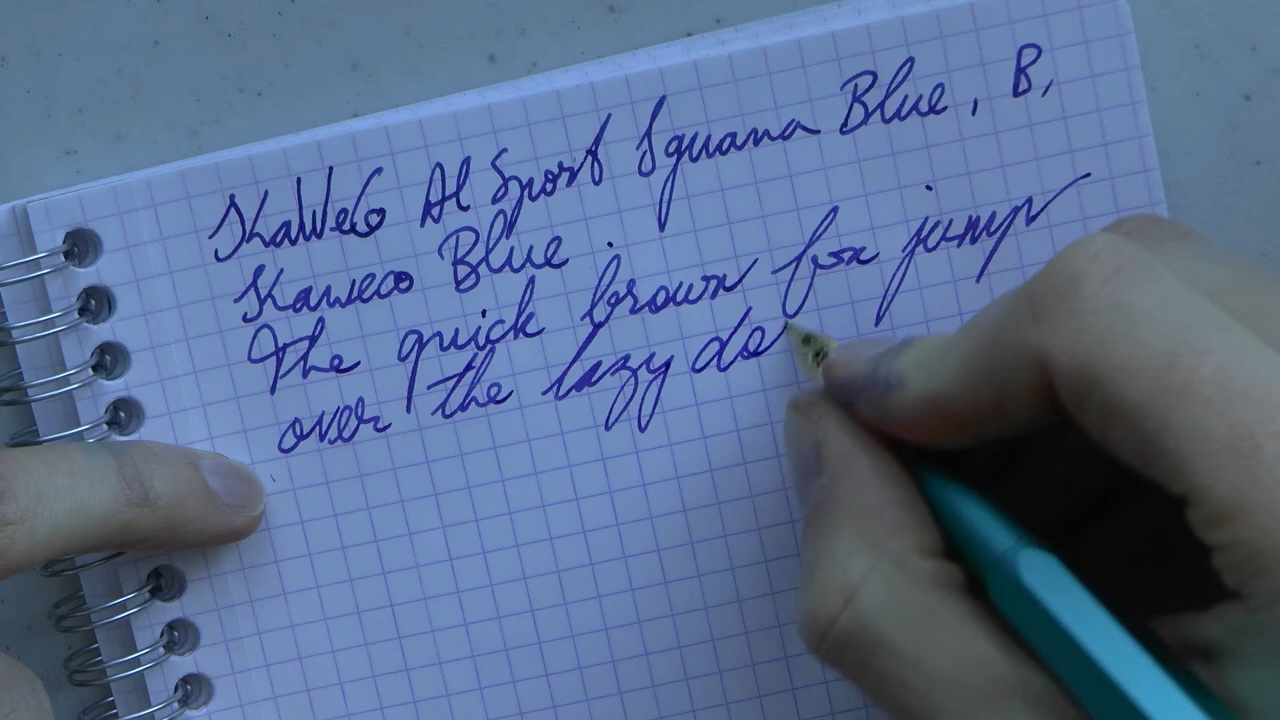 KaWeCo Al Sport Iguana Blue, B,
Kaweco Blue.
The quick brown fox jumps
over the lazy do